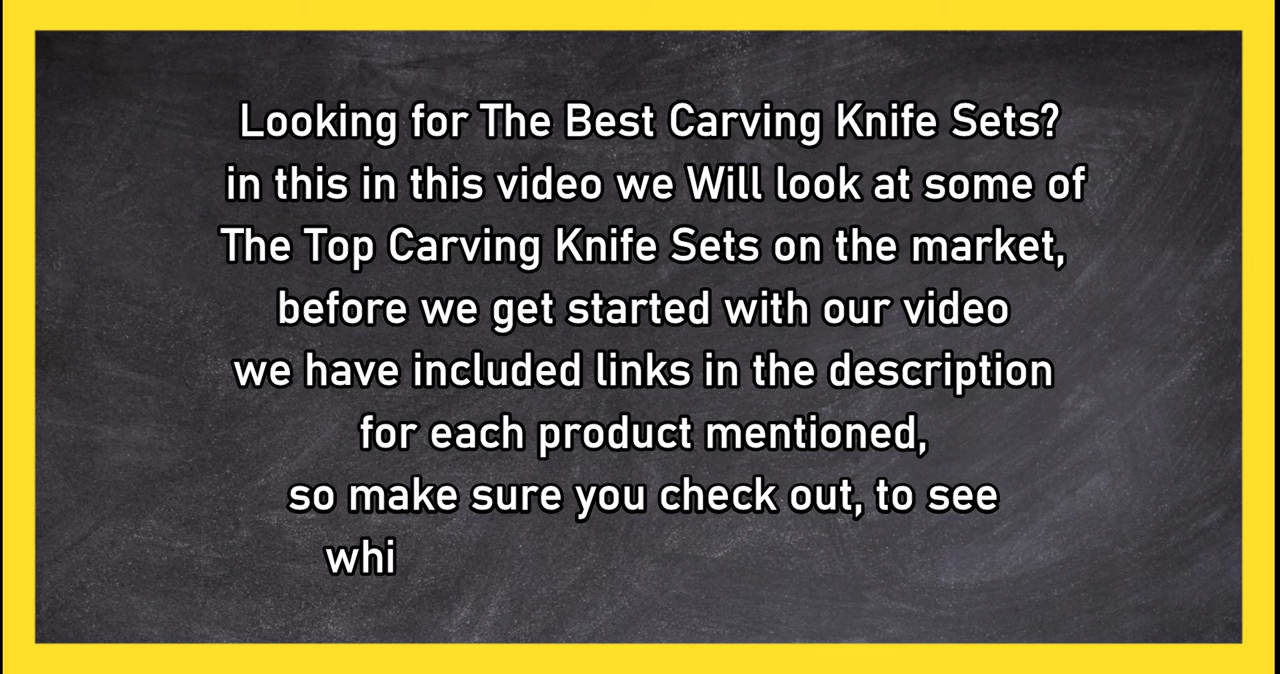 Looking for The Best Carving Knife Sets?
in this in this video we Will look at some of
The Top Carving Knife Sets on the market,
before we get started with our video
we have included links in the description
for each product mentioned,
so make sure you check out, to see
whi